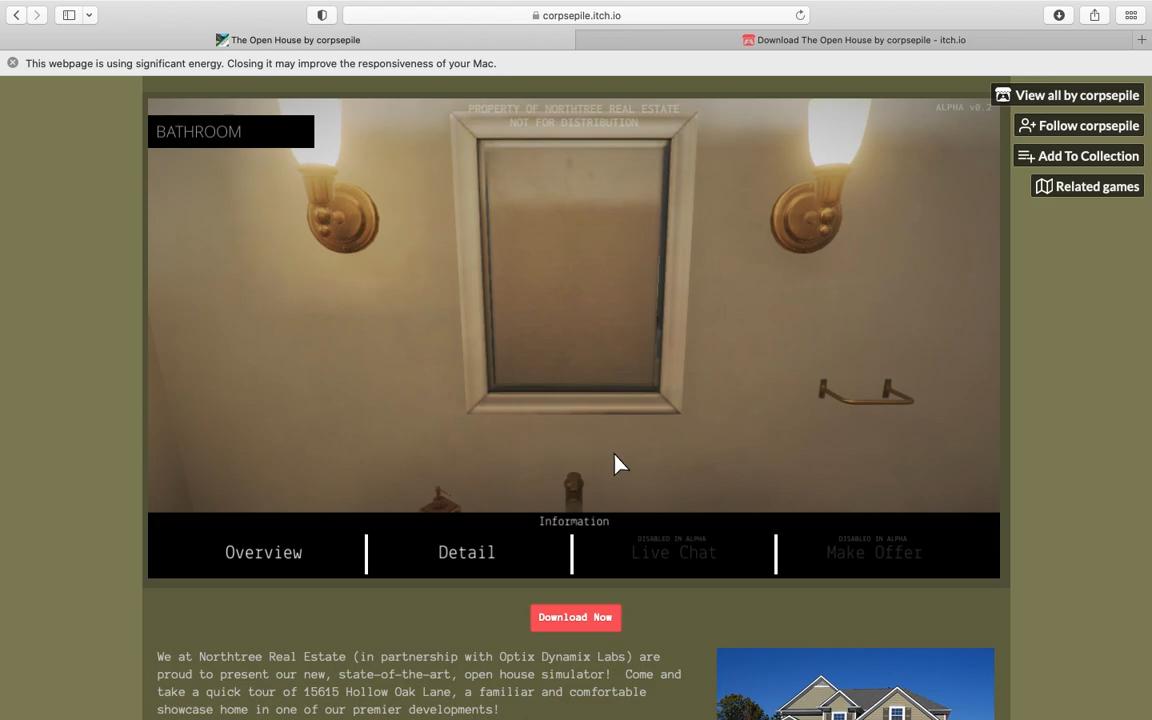 corpsepile.itch.io
The Open House by corpsepile
Download The Open House by corpsepile - itch.io
This webpage is using significant energy. Closing it may improve the responsiveness of your Mac.
View all by corpsepile
Follow corpsepile
Add To Collection
Related games
PROPERTY OF NORTHTREE REAL ESTATE
NOT FOR DISTRIBUTION
ALPHA v0.2
BATHROOM
Information
Overview
Detail
DISABLED IN ALPHA
Live Chat
DISABLED IN ALPHA
Make Offer
Download Now
We at Northtree Real Estate (in partnership with Optix Dynamix Labs) are
proud to present our new, state-of-the-art, open house simulator! Come and
take a quick tour of 15615 Hollow Oak Lane, a familiar and comfortable
showcase home in one of our premier developments!